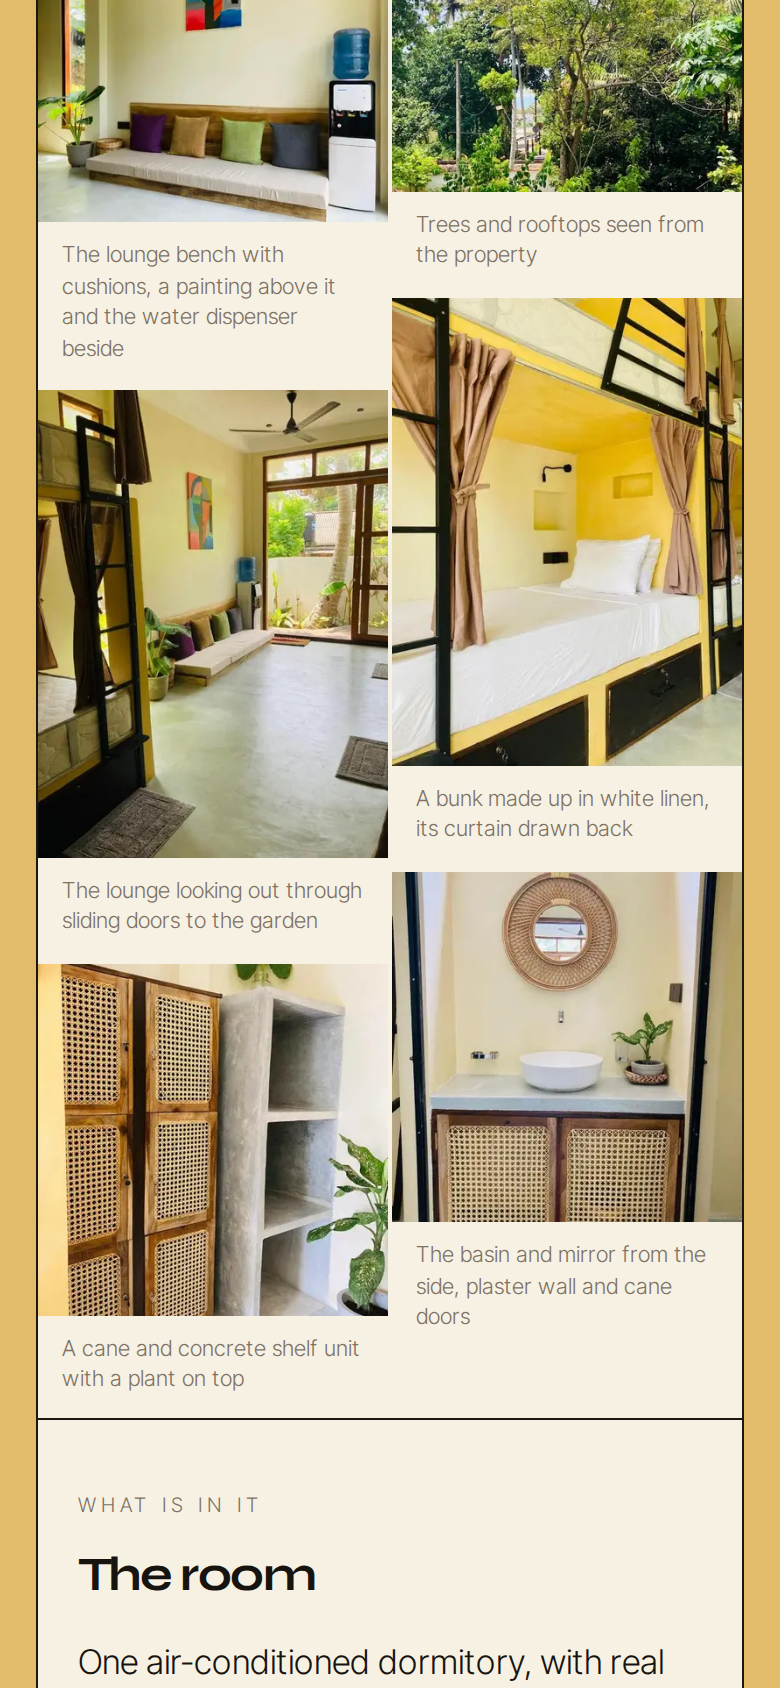 The lounge bench with
cushions, a painting above it
and the water dispenser
beside
Trees and rooftops seen from
the property
A bunk made up in white linen,
its curtain drawn back
The lounge looking out through
sliding doors to the garden
The basin and mirror from the
side, plaster wall and cane
doors
A cane and concrete shelf unit
with a plant on top
WHAT IS IN IT
The room
One air-conditioned dormitory, with real